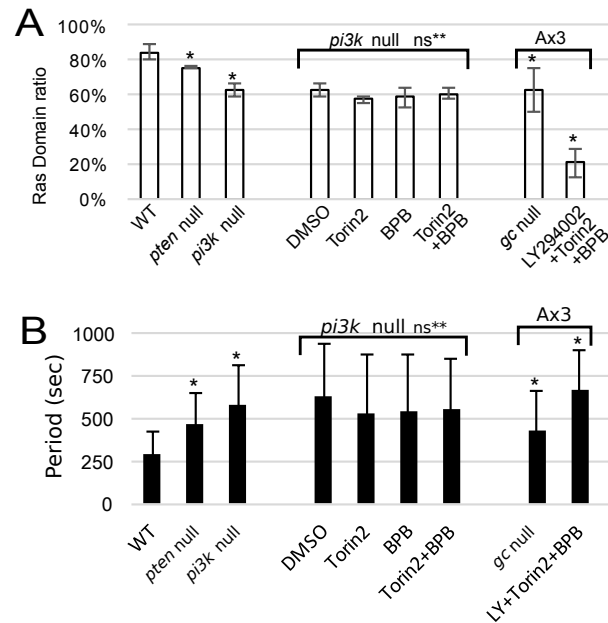 A
Ras Domain ratio
100%
80%
60%
40%
20%
0%
*
*
pi3k null ns**
Ax3
*
*
WT
pten null
pi3k null
DMSO
Torin2
BPB
Torin2
+BPB
gc null
LY294002
+Torin2
+BPB
B
Period (sec)
1000
750
500
250
0
*
*
pi3k null ns**
Ax3
*
*
WT
pten null
pi3k null
DMSO
Torin2
BPB
Torin2+BPB
gc null
LY+Torin2+BPB